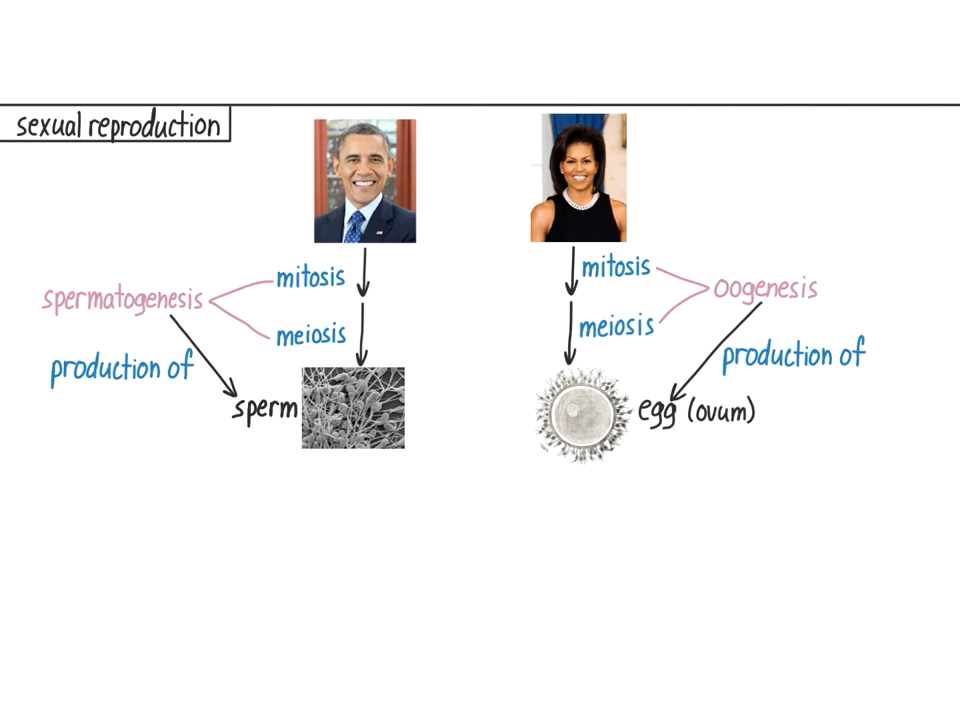 sexual reproduction
mitosis
mitosis
spermatogenesis
oogenesis
meiosis
meiosis
production of
production of
sperm
egg (ovum)